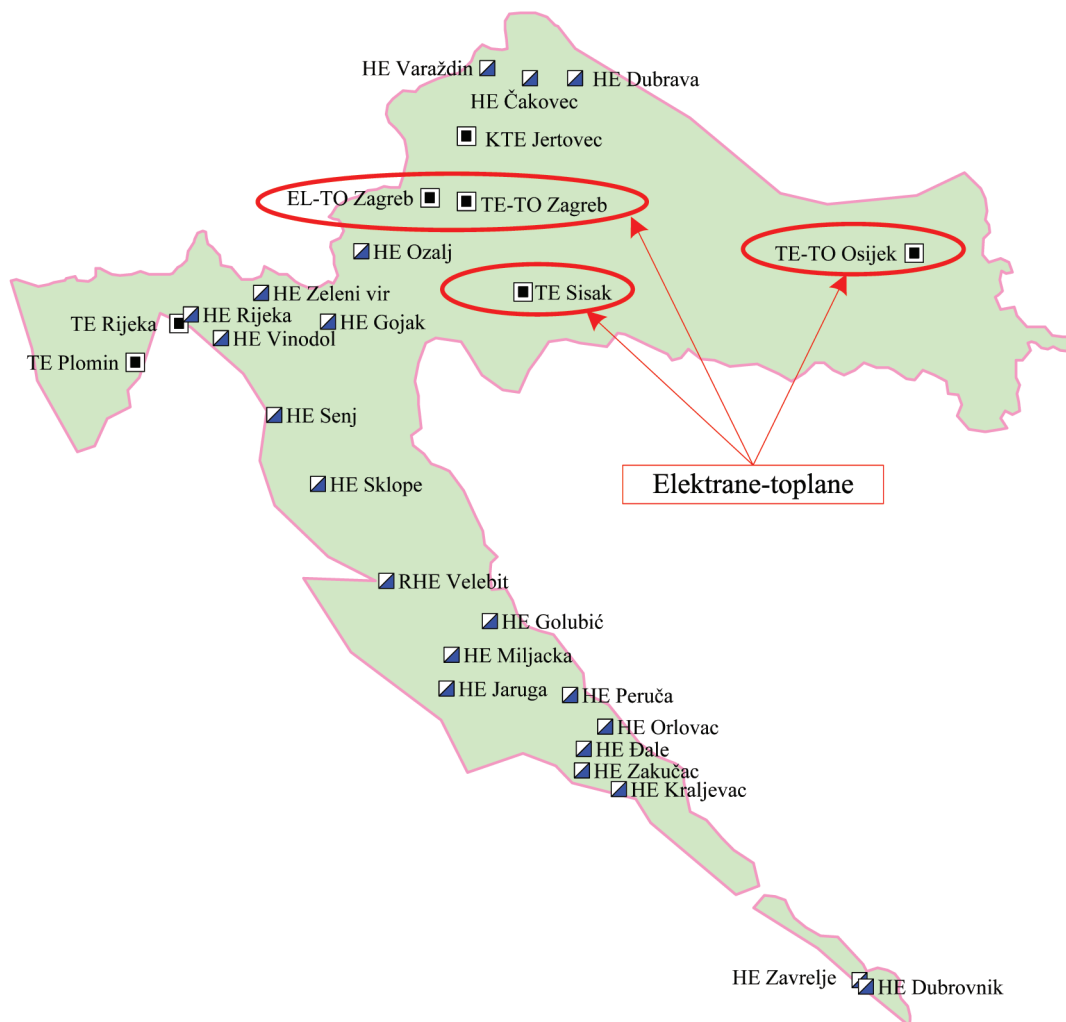 HE Varaždin
HE Dubrava
HE Čakovec
KTE Jertovec
EL-TO Zagreb
TE-TO Zagreb
HE Ozalj
TE-TO Osijek
HE Zeleni vir
TE Sisak
HE Rijeka
TE Rijeka
HE Gojak
HE Vinodol
TE Plomin
HE Senj
HE Sklope
Elektrane-toplane
RHE Velebit
HE Golubić
HE Miljacka
HE Jaruga
HE Peruča
HE Orlovac
HE Đale
HE Zakučac
HE Kraljevac
HE Zavrelje
HE Dubrovnik